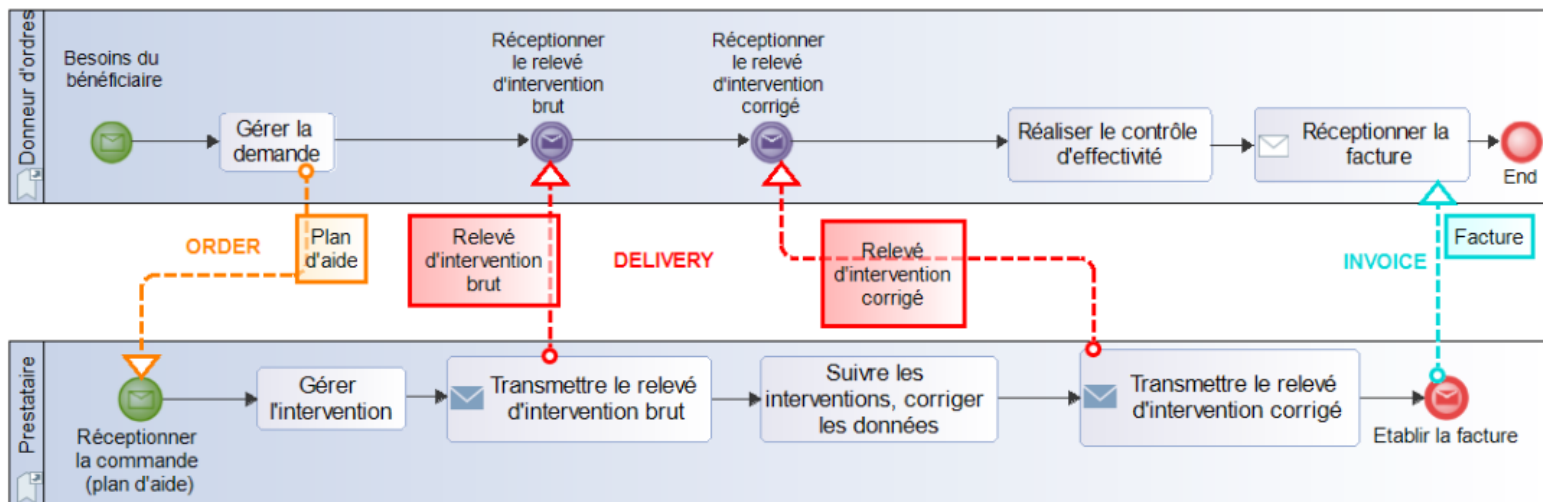 Donneur d'ordres
Besoins du
bénéficiaire
Gérer la
demande
Réceptionner
le relevé
d'intervention
brut
Réceptionner
le relevé
d'intervention
corrigé
Réaliser le contrôle
d'effectivité
Réceptionner la
facture
End
ORDER
Plan
d'aide
Relevé
d'intervention
brut
DELIVERY
Relevé
d'intervention
corrigé
INVOICE
Facture
Prestataire
Réceptionner
la commande
(plan d'aide)
Gérer
l'intervention
Transmettre le relevé
d'intervention brut
Suivre les
interventions, corriger
les données
Transmettre le relevé
d'intervention corrigé
Etablir la facture